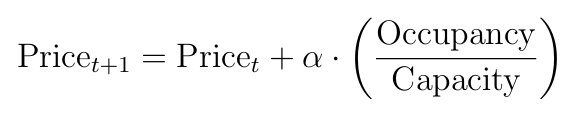 Price_{t+1} = Price_t + α · (Occupancy / Capacity)